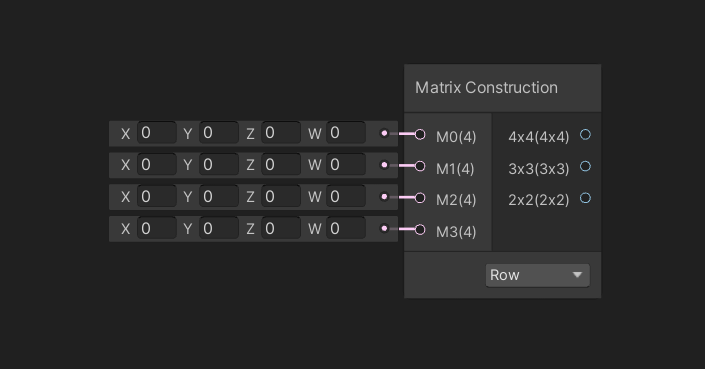 Matrix Construction
X 0 Y 0 Z 0 W 0 M0(4) 4x4(4x4)
X 0 Y 0 Z 0 W 0 M1(4) 3x3(3x3)
X 0 Y 0 Z 0 W 0 M2(4) 2x2(2x2)
X 0 Y 0 Z 0 W 0 M3(4)
Row